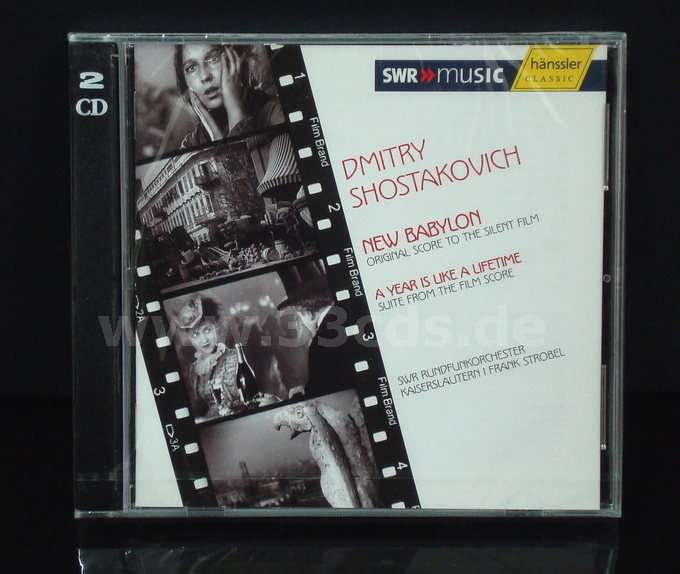 2
CD
SWR»MUSIC
hänssler
CLASSIC
DMITRY
SHOSTAKOVICH
NEW BABYLON
ORIGINAL SCORE TO THE SILENT FILM
A YEAR IS LIKE A LIFETIME
SUITE FROM THE FILM SCORE
SWR RUNDFUNKORCHESTER
KAISERSLAUTERN I FRANK STROBEL
1
Film Brand
2
Film Brand
3
Film Brand
4
2A
3
3A
www.33cds.de